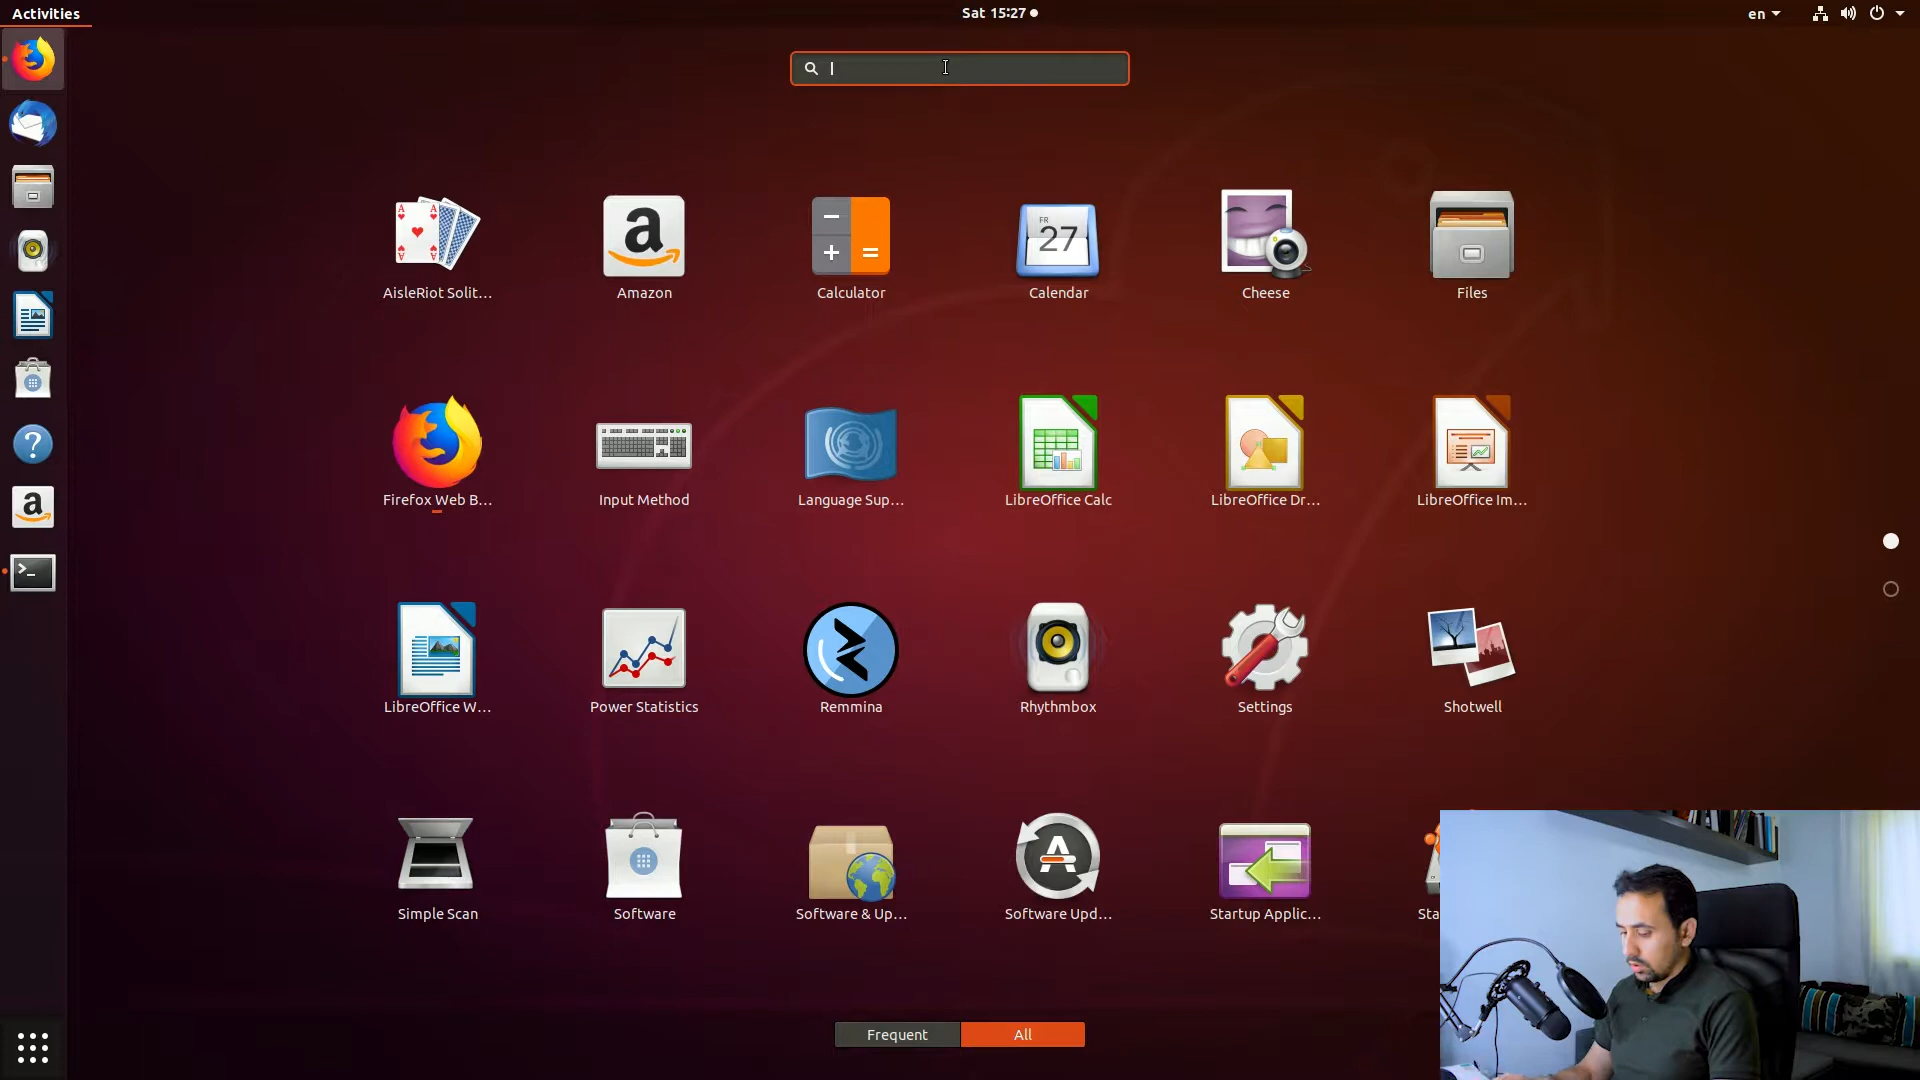 Activities
Sat 15:27
en
AisleRiot Solit...
Amazon
Calculator
FR
27
Calendar
Cheese
Files
Firefox Web B...
Input Method
Language Sup...
LibreOffice Calc
LibreOffice Dr...
LibreOffice Im...
LibreOffice W...
Power Statistics
Remmina
Rhythmbox
Settings
Shotwell
Simple Scan
Software
Software & Up...
Software Upd...
Startup Applic...
Sta
Frequent
All